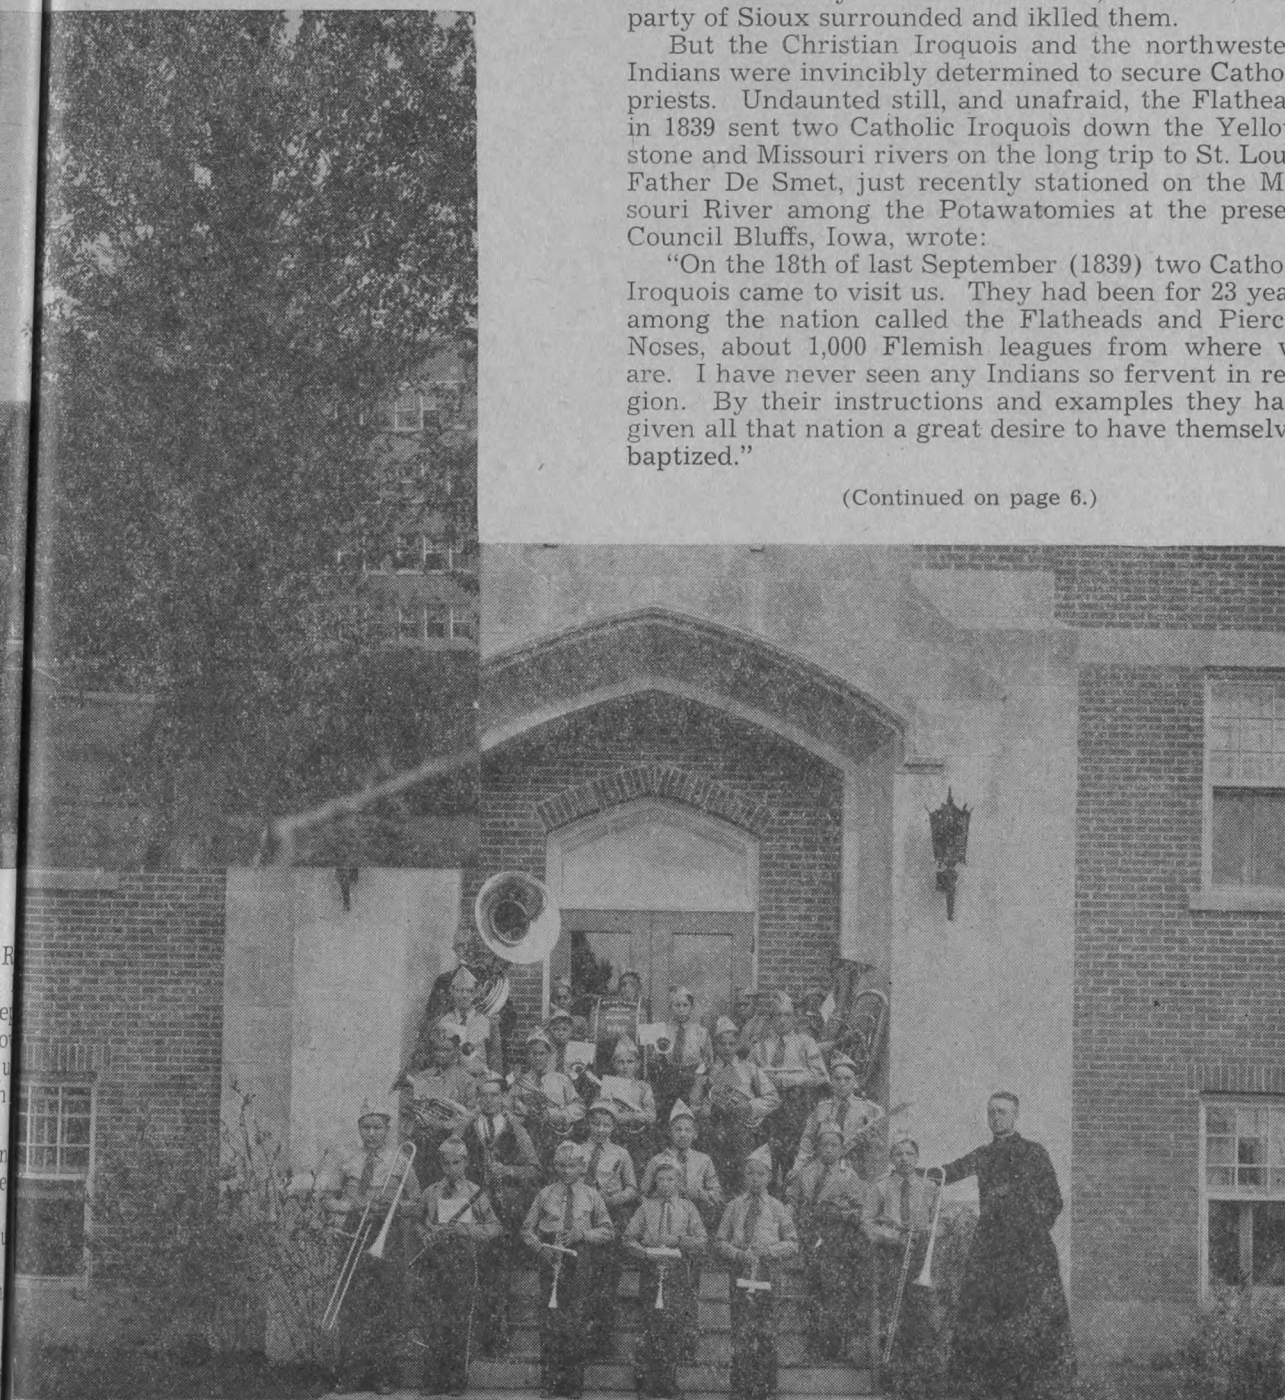 party of Sioux surrounded and iklled them.
But the Christian Iroquois and the northweste
Indians were invincibly determined to secure Catho
priests. Undaunted still, and unafraid, the Flathea
in 1839 sent two Catholic Iroquois down the Yello
stone and Missouri rivers on the long trip to St. Lou
Father De Smet, just recently stationed on the M
souri River among the Potawatomies at the prese
Council Bluffs, Iowa, wrote:
“On the 18th of last September (1839) two Catho
Iroquois came to visit us. They had been for 23 yea
among the nation called the Flatheads and Pierc
Noses, about 1,000 Flemish leagues from where
are. I have never seen any Indians so fervent in re
gion. By their instructions and examples they ha
given all that nation a great desire to have themselv
baptized.”
(Continued on page 6.)
R